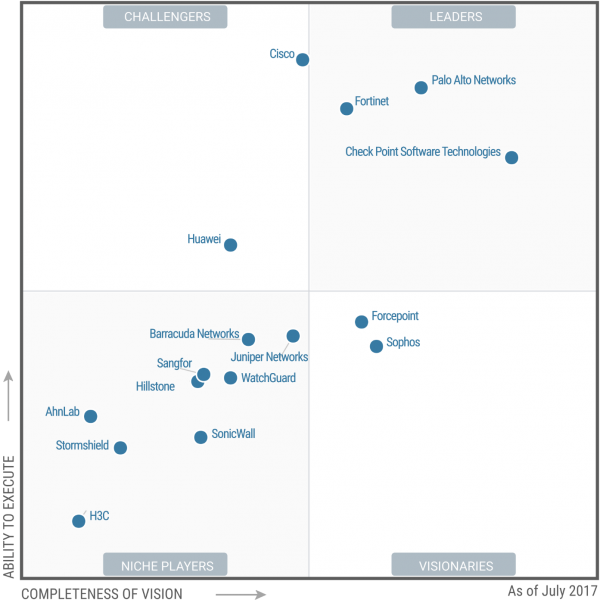 CHALLENGERS
LEADERS
Cisco
Palo Alto Networks
Fortinet
Check Point Software Technologies
Huawei
Forcepoint
Barracuda Networks
Sophos
Juniper Networks
Sangfor
WatchGuard
Hillstone
AhnLab
SonicWall
Stormshield
H3C
NICHE PLAYERS
VISIONARIES
ABILITY TO EXECUTE
COMPLETENESS OF VISION
As of July 2017